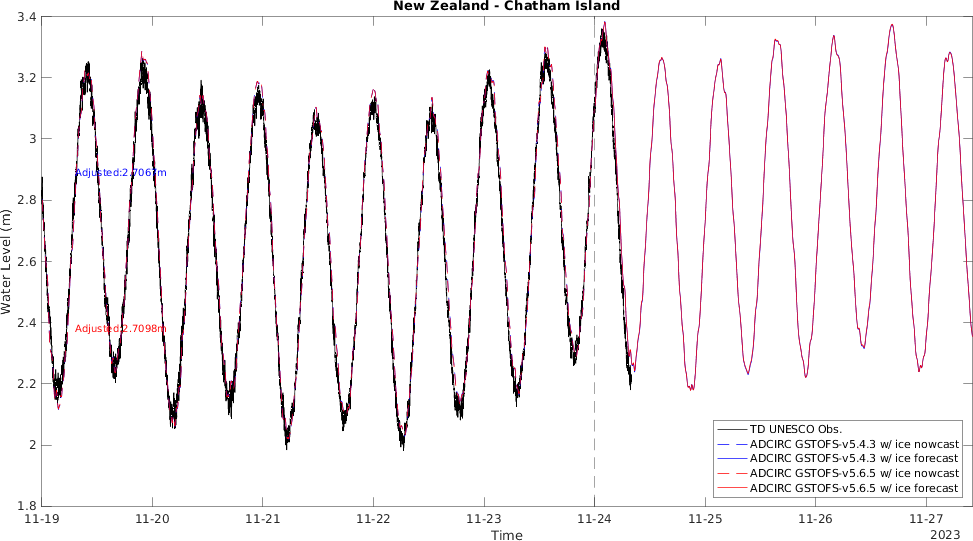 New Zealand - Chatham Island
3.4
3.2
3
2.8
2.6
2.4
2.2
2
1.8
Water Level (m)
Adjusted:2.7067m
Adjusted:2.7098m
TD UNESCO Obs.
ADCIRC GSTOFS-v5.4.3 w/ ice nowcast
ADCIRC GSTOFS-v5.4.3 w/ ice forecast
ADCIRC GSTOFS-v5.6.5 w/ ice nowcast
ADCIRC GSTOFS-v5.6.5 w/ ice forecast
11-19 11-20 11-21 11-22 11-23 11-24 11-25 11-26 11-27
Time
2023